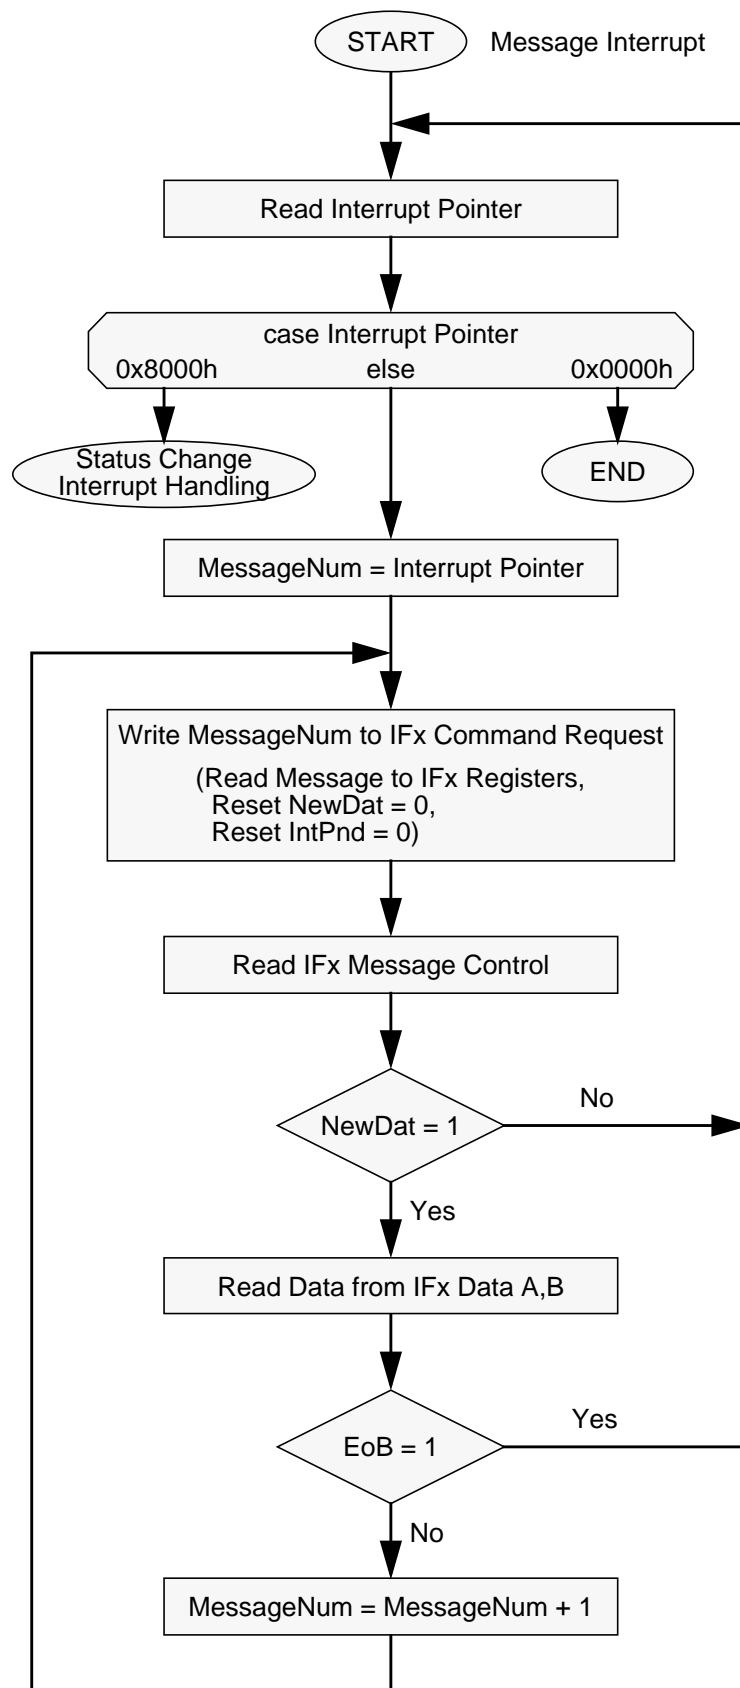 START
Message Interrupt
Read Interrupt Pointer
case Interrupt Pointer
0x8000h
else
0x0000h
Status Change
Interrupt Handling
END
MessageNum = Interrupt Pointer
Write MessageNum to IFx Command Request
(Read Message to IFx Registers,
Reset NewDat = 0,
Reset IntPnd = 0)
Read IFx Message Control
NewDat = 1
No
Yes
Read Data from IFx Data A,B
EoB = 1
Yes
No
MessageNum = MessageNum + 1